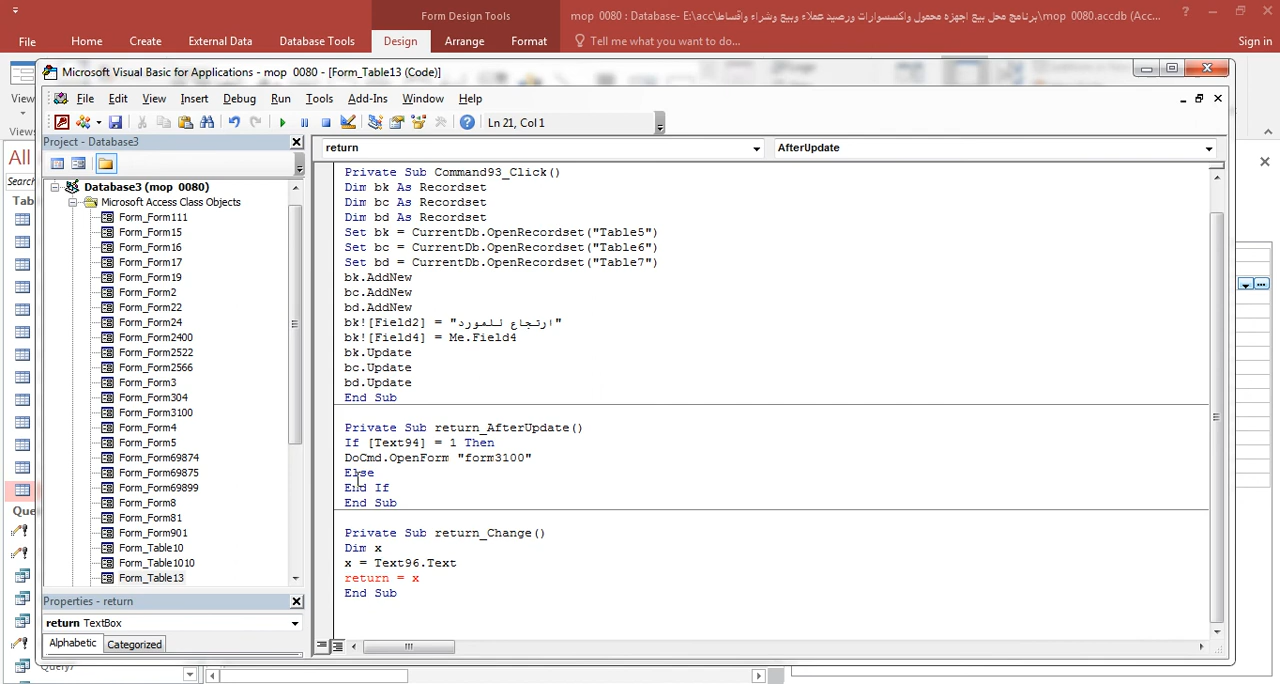 Form Design Tools
mop 0080 : Database- E:\acc\برنامج محل بيع اجهزه محمول واكسسوارات ورصيد عملاء وبيع وشراء وأقساط\mop_0080.accdb (Acc...
File Home Create External Data Database Tools Design Arrange Format Tell me what you want to do... Sign in
Microsoft Visual Basic for Applications - mop 0080 - [Form_Table13 (Code)]
View
Views
File Edit View Insert Debug Run Tools Add-Ins Window Help
Ln 21, Col 1
Project - Database3
return AfterUpdate
All
Search
Tab
Que
Database3 (mop 0080)
Microsoft Access Class Objects
Form_Form111
Form_Form15
Form_Form16
Form_Form17
Form_Form19
Form_Form2
Form_Form22
Form_Form24
Form_Form2400
Form_Form2522
Form_Form2566
Form_Form3
Form_Form304
Form_Form3100
Form_Form4
Form_Form5
Form_Form69874
Form_Form69875
Form_Form69899
Form_Form8
Form_Form81
Form_Form901
Form_Table10
Form_Table1010
Form_Table13
Properties - return
return TextBox
Alphabetic Categorized
Query7
Private Sub Command93_Click()
Dim bk As Recordset
Dim bc As Recordset
Dim bd As Recordset
Set bk = CurrentDb.OpenRecordset("Table5")
Set bc = CurrentDb.OpenRecordset("Table6")
Set bd = CurrentDb.OpenRecordset("Table7")
bk.AddNew
bc.AddNew
bd.AddNew
bk![Field2] = "ارتجاع للمورد"
bk![Field4] = Me.Field4
bk.Update
bc.Update
bd.Update
End Sub
Private Sub return_AfterUpdate()
If [Text94] = 1 Then
DoCmd.OpenForm "form3100"
Else
End If
End Sub
Private Sub return_Change()
Dim x
x = Text96.Text
return = x
End Sub